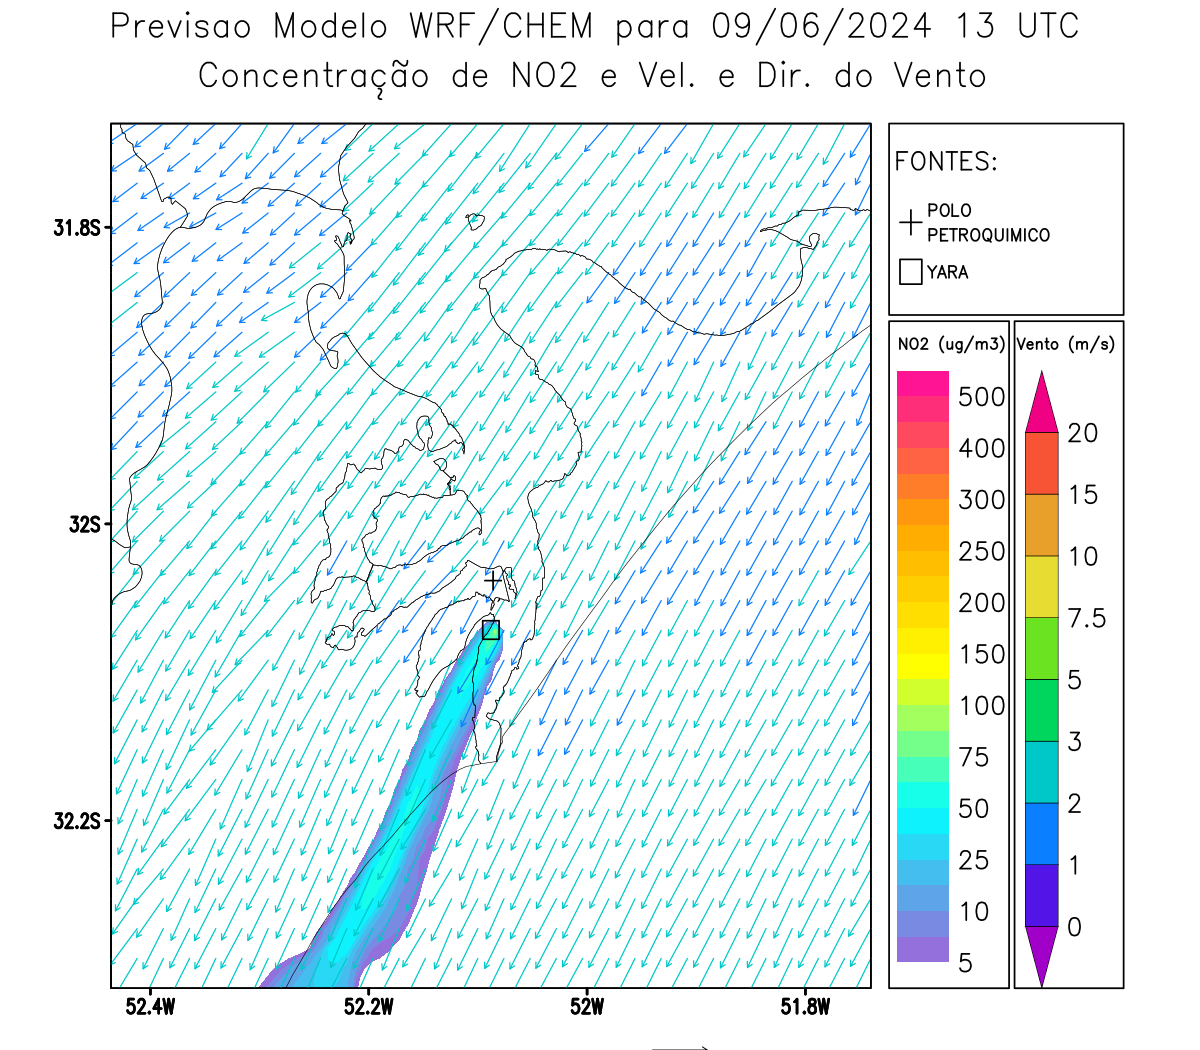 Previsao Modelo WRF/CHEM para 09/06/2024 13 UTC
Concentração de NO2 e Vel. e Dir. do Vento
FONTES:
POLO
PETROQUIMICO
YARA
NO2 (ug/m3)
500
400
300
250
200
150
100
75
50
25
10
5
Vento (m/s)
20
15
10
7.5
5
3
2
1
0
31.8S
32S
32.2S
52.4W
52.2W
52W
51.8W